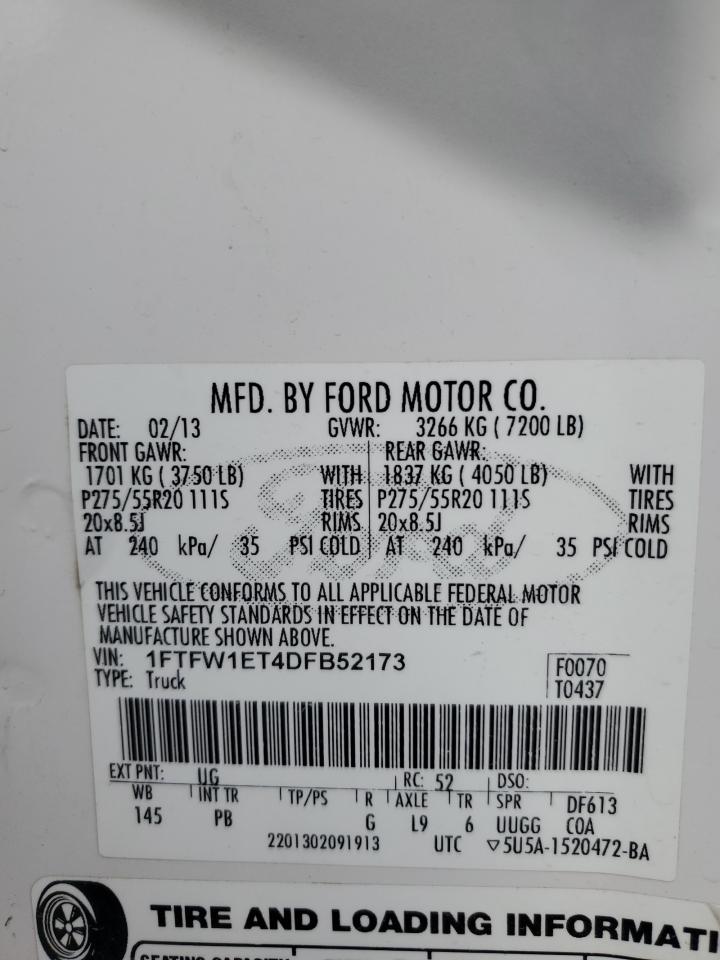 MFD. BY FORD MOTOR CO.
DATE: 02/13 GVWR: 3266 KG ( 7200 LB)
FRONT GAWR: REAR GAWR:
1701 KG ( 3750 LB) WITH 1837 KG ( 4050 LB) WITH
P275/55R20 111S TIRES P275/55R20 111S TIRES
20x8.5J RIMS 20x8.5J RIMS
AT 240 kPa/ 35 PSI COLD AT 240 kPa/ 35 PSI COLD
Ford
THIS VEHICLE CONFORMS TO ALL APPLICABLE FEDERAL MOTOR
VEHICLE SAFETY STANDARDS IN EFFECT ON THE DATE OF
MANUFACTURE SHOWN ABOVE.
VIN: 1FTFW1ET4DFB52173 F0070
TYPE: Truck T0437
EXT PNT: UG RC: 52 DSO:
WB INT TR TP/PS R AXLE TR SPR DF613
145 PB G L9 6 UUGG COA
2201302091913 UTC ▽5U5A-1520472-BA
TIRE AND LOADING INFORMATI
SEATING CAPACITY